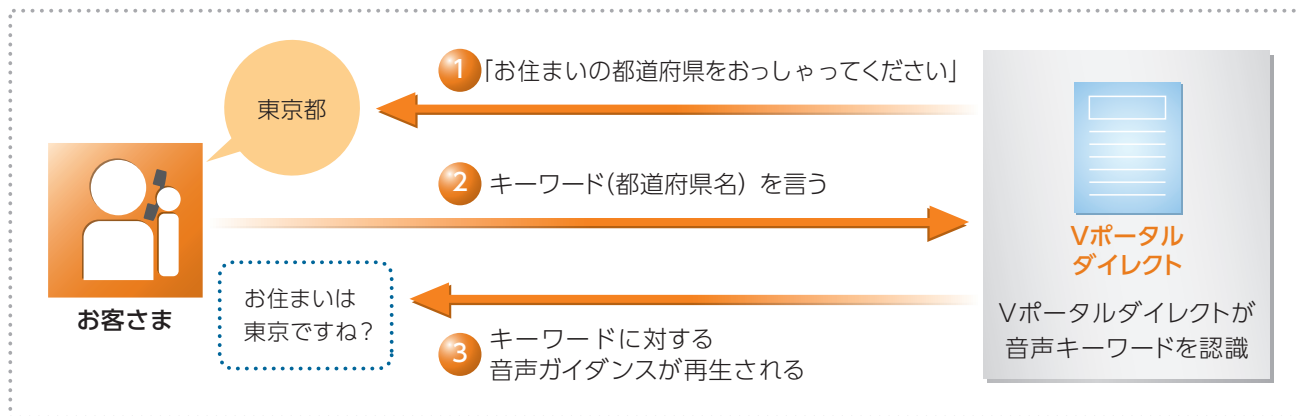 1 「お住まいの都道府県をおっしゃってください」
東京都
2 キーワード(都道府県名) を言う
お客さま
お住まいは
東京ですね?
3 キーワードに対する
音声ガイダンスが再生される
Vポータル
ダイレクト
Vポータルダイレクトが
音声キーワードを認識